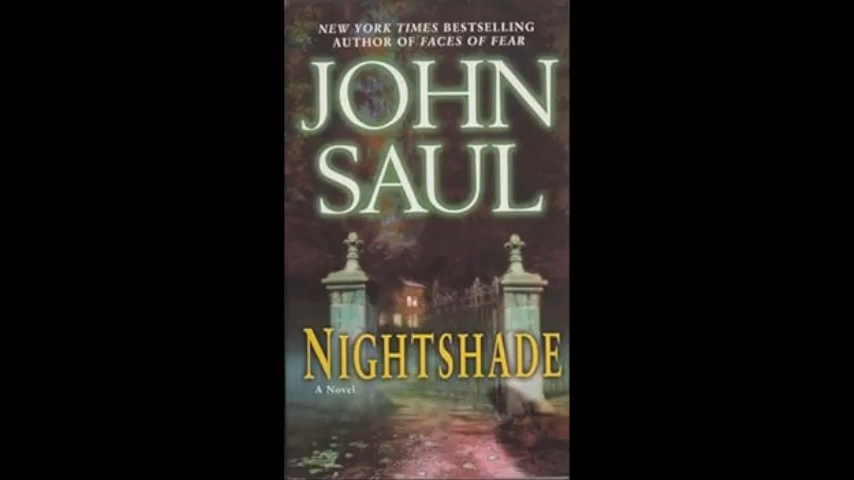 NEW YORK TIMES BESTSELLING
AUTHOR OF FACES OF FEAR
JOHN
SAUL
NIGHTSHADE
A Novel